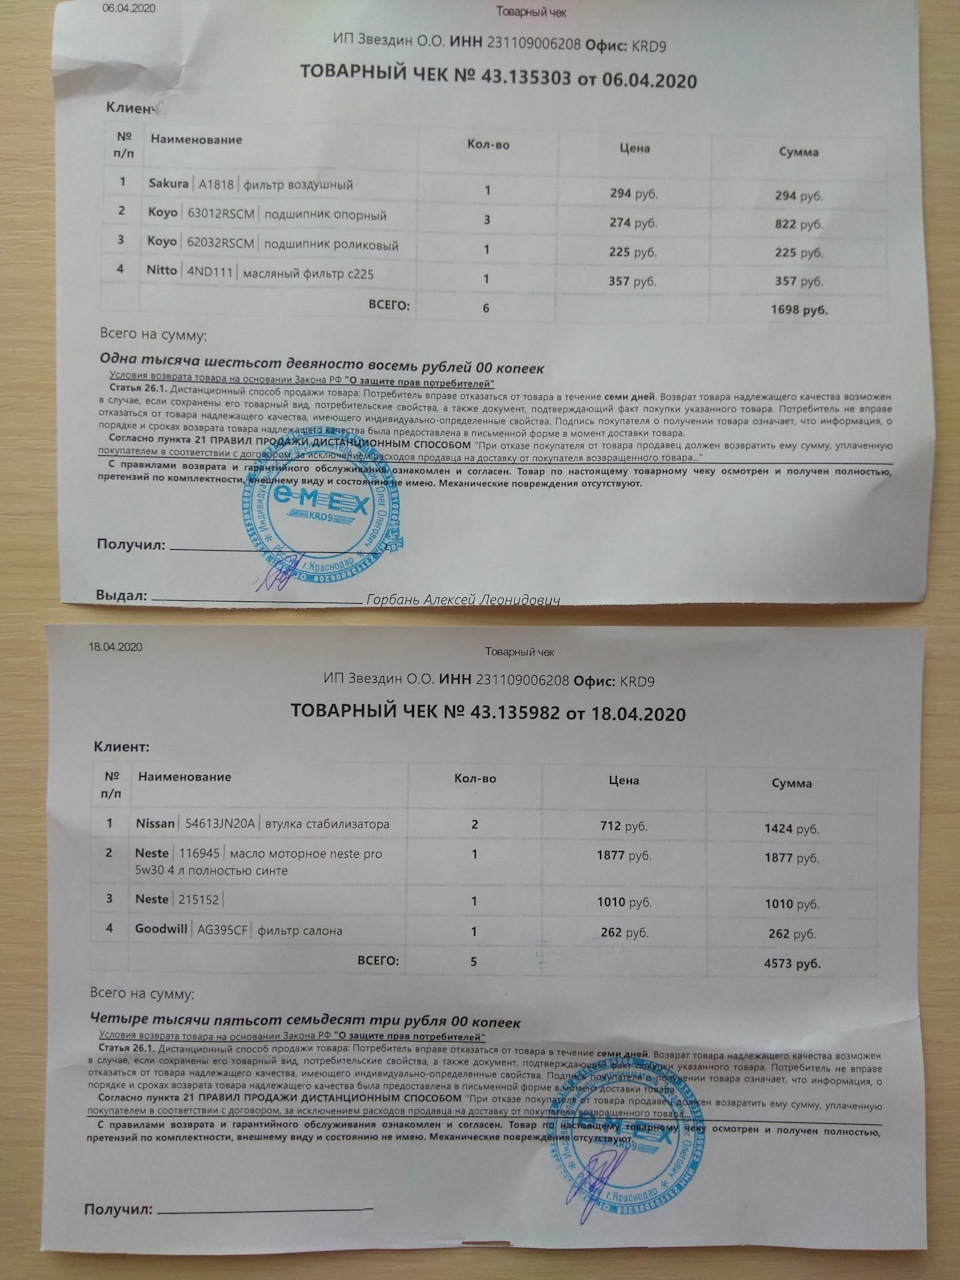 06.04.2020
Товарный чек
ИП Звездин О.О. ИНН 231109006208 Офис: KRD9
ТОВАРНЫЙ ЧЕК № 43.135303 от 06.04.2020
Клиен
№ п/п Наименование Кол-во Цена Сумма
1 Sakura | A1818 | фильтр воздушный 1 294 руб. 294 руб.
2 Koyo | 63012RSCM | подшипник опорный 3 274 руб. 822 руб.
3 Koyo | 62032RSCM | подшипник роликовый 1 225 руб. 225 руб.
4 Nitto | 4ND111 | масляный фильтр c225 1 357 руб. 357 руб.
ВСЕГО: 6 1698 руб.
Всего на сумму:
Одна тысяча шестьсот девяносто восемь рублей 00 копеек
Условия возврата товара на основании Закона РФ "О защите прав потребителей"
Статья 26.1. Дистанционный способ продажи товара: Потребитель вправе отказаться от товара в течение семи дней. Возврат товара надлежащего качества возможен
в случае, если сохранены его товарный вид, потребительские свойства, а также документ, подтверждающий факт покупки указанного товара. Потребитель не вправе
отказаться от товара надлежащего качества, имеющего индивидуально-определенные свойства. Подпись покупателя о получении товара означает, что информация, о
порядке и сроках возврата товара надлежащего качества была предоставлена в письменной форме в момент доставки товара.
Согласно пункта 21 ПРАВИЛ ПРОДАЖИ ДИСТАНЦИОННЫМ СПОСОБОМ "При отказе покупателя от товара продавец должен возвратить ему сумму, уплаченную
покупателем в соответствии с договором, за исключением расходов продавца на доставку от покупателя возвращенного товара..."
С правилами возврата и гарантийного обслуживания ознакомлен и согласен. Товар по настоящему товарному чеку осмотрен и получен полностью,
претензий по комплектности, внешнему виду и состоянию не имею. Механические повреждения отсутствуют.
e-MEX
KRD9
г.Краснодар
Получил:
Выдал: Горбань Алексей Леонидович
18.04.2020
Товарный чек
ИП Звездин О.О. ИНН 231109006208 Офис: KRD9
ТОВАРНЫЙ ЧЕК № 43.135982 от 18.04.2020
Клиент:
№ п/п Наименование Кол-во Цена Сумма
1 Nissan | 54613JN20A | втулка стабилизатора 2 712 руб. 1424 руб.
2 Neste | 116945 | масло моторное neste pro 1 1877 руб. 1877 руб.
5w30 4 л полностью синте
3 Neste | 215152 | 1 1010 руб. 1010 руб.
4 Goodwill | AG395CF | фильтр салона 1 262 руб. 262 руб.
ВСЕГО: 5 4573 руб.
Всего на сумму:
Четыре тысячи пятьсот семьдесят три рубля 00 копеек
Условия возврата товара на основании Закона РФ "О защите прав потребителей"
Статья 26.1. Дистанционный способ продажи товара: Потребитель вправе отказаться от товара в течение семи дней. Возврат товара надлежащего качества возможен
в случае, если сохранены его товарный вид, потребительские свойства, а также документ, подтверждающий факт покупки указанного товара. Потребитель не вправе
отказаться от товара надлежащего качества, имеющего индивидуально-определенные свойства. Подпись покупателя о получении товара означает, что информация, о
порядке и сроках возврата товара надлежащего качества была предоставлена в письменной форме в момент доставки товара.
Согласно пункта 21 ПРАВИЛ ПРОДАЖИ ДИСТАНЦИОННЫМ СПОСОБОМ "При отказе покупателя от товара продавец должен возвратить ему сумму, уплаченную
покупателем в соответствии с договором, за исключением расходов продавца на доставку от покупателя возвращенного товара..."
С правилами возврата и гарантийного обслуживания ознакомлен и согласен. Товар по настоящему товарному чеку осмотрен и получен полностью,
претензий по комплектности, внешнему виду и состоянию не имею. Механические повреждения отсутствуют.
e-MEX
KRD9
г.Краснодар
Получил: